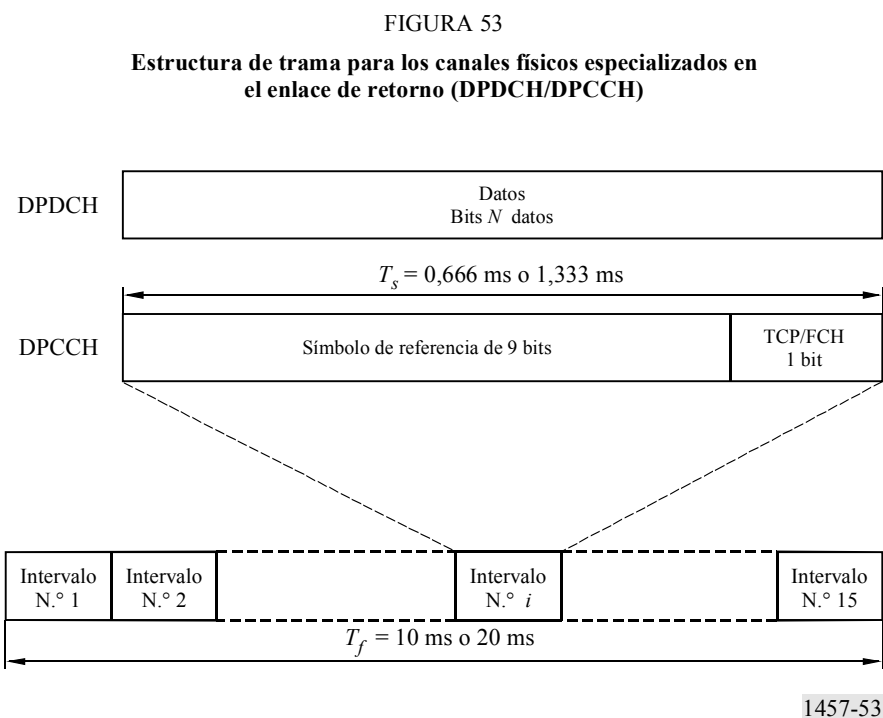 FIGURA 53
Estructura de trama para los canales físicos especializados en
el enlace de retorno (DPDCH/DPCCH)
DPDCH
Datos
Bits N datos
T_s = 0,666 ms o 1,333 ms
DPCCH
Símbolo de referencia de 9 bits
TCP/FCH
1 bit
Intervalo
N.° 1
Intervalo
N.° 2
Intervalo
N.° i
Intervalo
N.° 15
T_f = 10 ms o 20 ms
1457-53